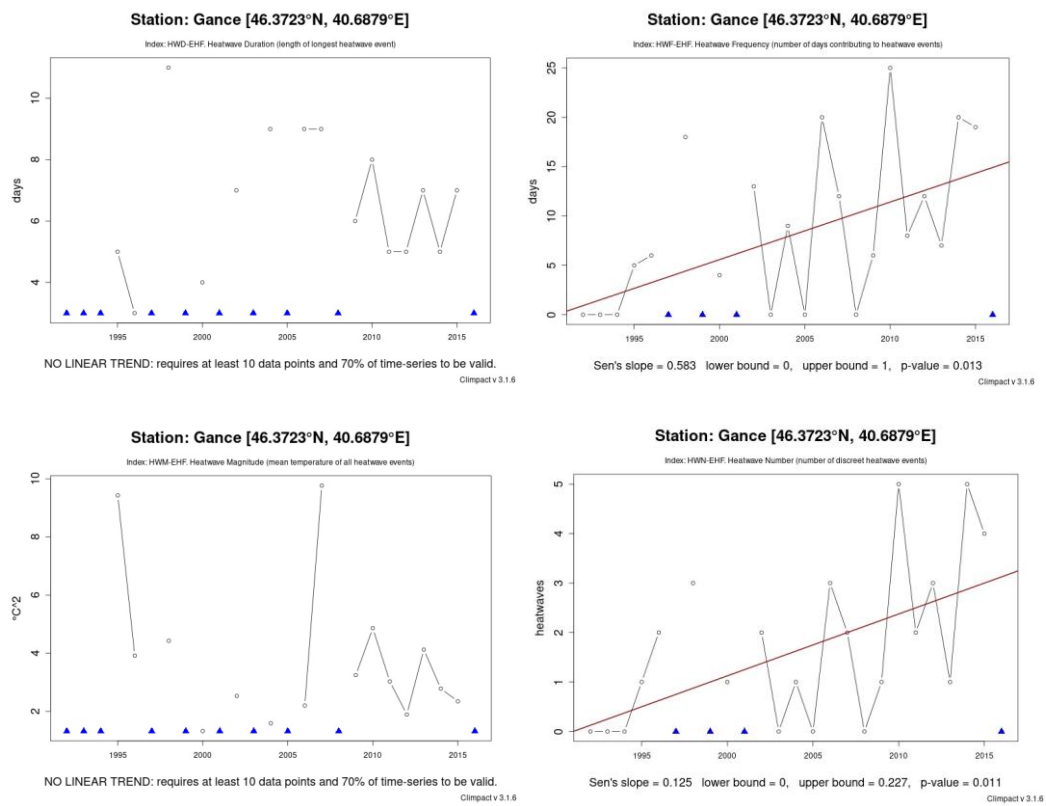 Station: Gance [46.3723°N, 40.6879°E]
Index: HWD-EHF. Heatwave Duration (length of longest heatwave event)
days
10
8
6
4
1995 2000 2005 2010 2015
NO LINEAR TREND: requires at least 10 data points and 70% of time-series to be valid.
Climpact v 3.1.6
Station: Gance [46.3723°N, 40.6879°E]
Index: HWF-EHF. Heatwave Frequency (number of days contributing to heatwave events)
days
25
20
15
10
5
0
1995 2000 2005 2010 2015
Sen's slope = 0.583 lower bound = 0, upper bound = 1, p-value = 0.013
Climpact v 3.1.6
Station: Gance [46.3723°N, 40.6879°E]
Index: HWM-EHF. Heatwave Magnitude (mean temperature of all heatwave events)
°C^2
10
8
6
4
2
1995 2000 2005 2010 2015
NO LINEAR TREND: requires at least 10 data points and 70% of time-series to be valid.
Climpact v 3.1.6
Station: Gance [46.3723°N, 40.6879°E]
Index: HWN-EHF. Heatwave Number (number of discreet heatwave events)
heatwaves
5
4
3
2
1
0
1995 2000 2005 2010 2015
Sen's slope = 0.125 lower bound = 0, upper bound = 0.227, p-value = 0.011
Climpact v 3.1.6